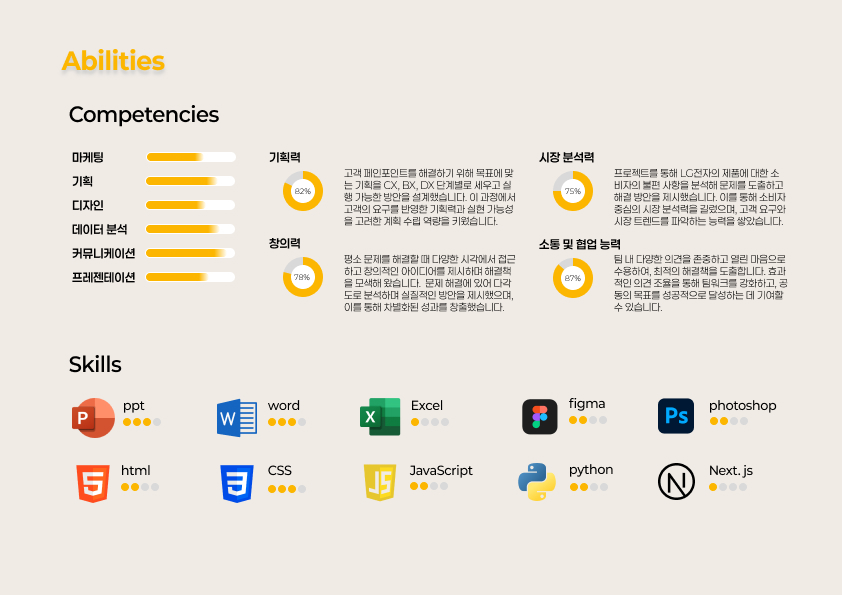 Abilities
Competencies
마케팅
기획
디자인
데이터 분석
커뮤니케이션
프레젠테이션
기획력
82%
고객 페인포인트를 해결하기 위해 목표에 맞
는 기획을 CX, BX, DX 단계별로 세우고 실
행 가능한 방안을 설계했습니다. 이 과정에서
고객의 요구를 반영한 기획력과 실현 가능성
을 고려한 계획 수립 역량을 키웠습니다.
시장 분석력
75%
프로젝트를 통해 LG전자의 제품에 대한 소
비자의 불편 사항을 분석해 문제를 도출하고
해결 방안을 제시했습니다. 이를 통해 소비자
중심의 시장 분석력을 길렀으며, 고객 요구와
시장 트렌드를 파악하는 능력을 쌓았습니다.
창의력
78%
평소 문제를 해결할 때 다양한 시각에서 접근
하고 창의적인 아이디어를 제시하며 해결책
을 모색해 왔습니다. 문제 해결에 있어 다각
도로 분석하며 실질적인 방안을 제시했으며,
이를 통해 차별화된 성과를 창출했습니다.
소통 및 협업 능력
87%
팀 내 다양한 의견을 존중하고 열린 마음으로
수용하여, 최적의 해결책을 도출합니다. 효과
적인 의견 조율을 통해 팀워크를 강화하고, 공
동의 목표를 성공적으로 달성하는 데 기여할
수 있습니다.
Skills
P
ppt
W
word
X
Excel
figma
Ps
photoshop
5
html
3
CSS
JS
JavaScript
python
N
Next. js